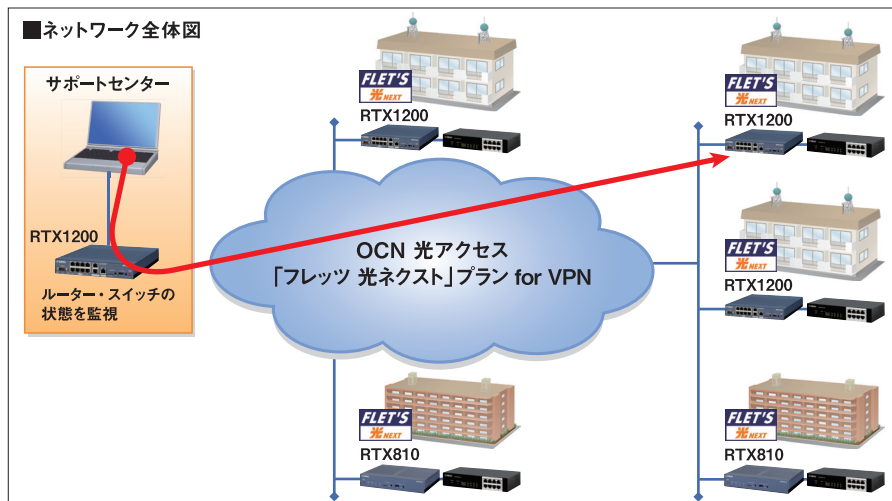 ■ネットワーク全体図
サポートセンター
RTX1200
ルーター・スイッチの
状態を監視
FLET'S
光NEXT
RTX1200
FLET'S
光NEXT
RTX1200
OCN 光アクセス
「フレッツ 光ネクスト」プラン for VPN
FLET'S
光NEXT
RTX1200
FLET'S
光NEXT
RTX810
FLET'S
光NEXT
RTX810